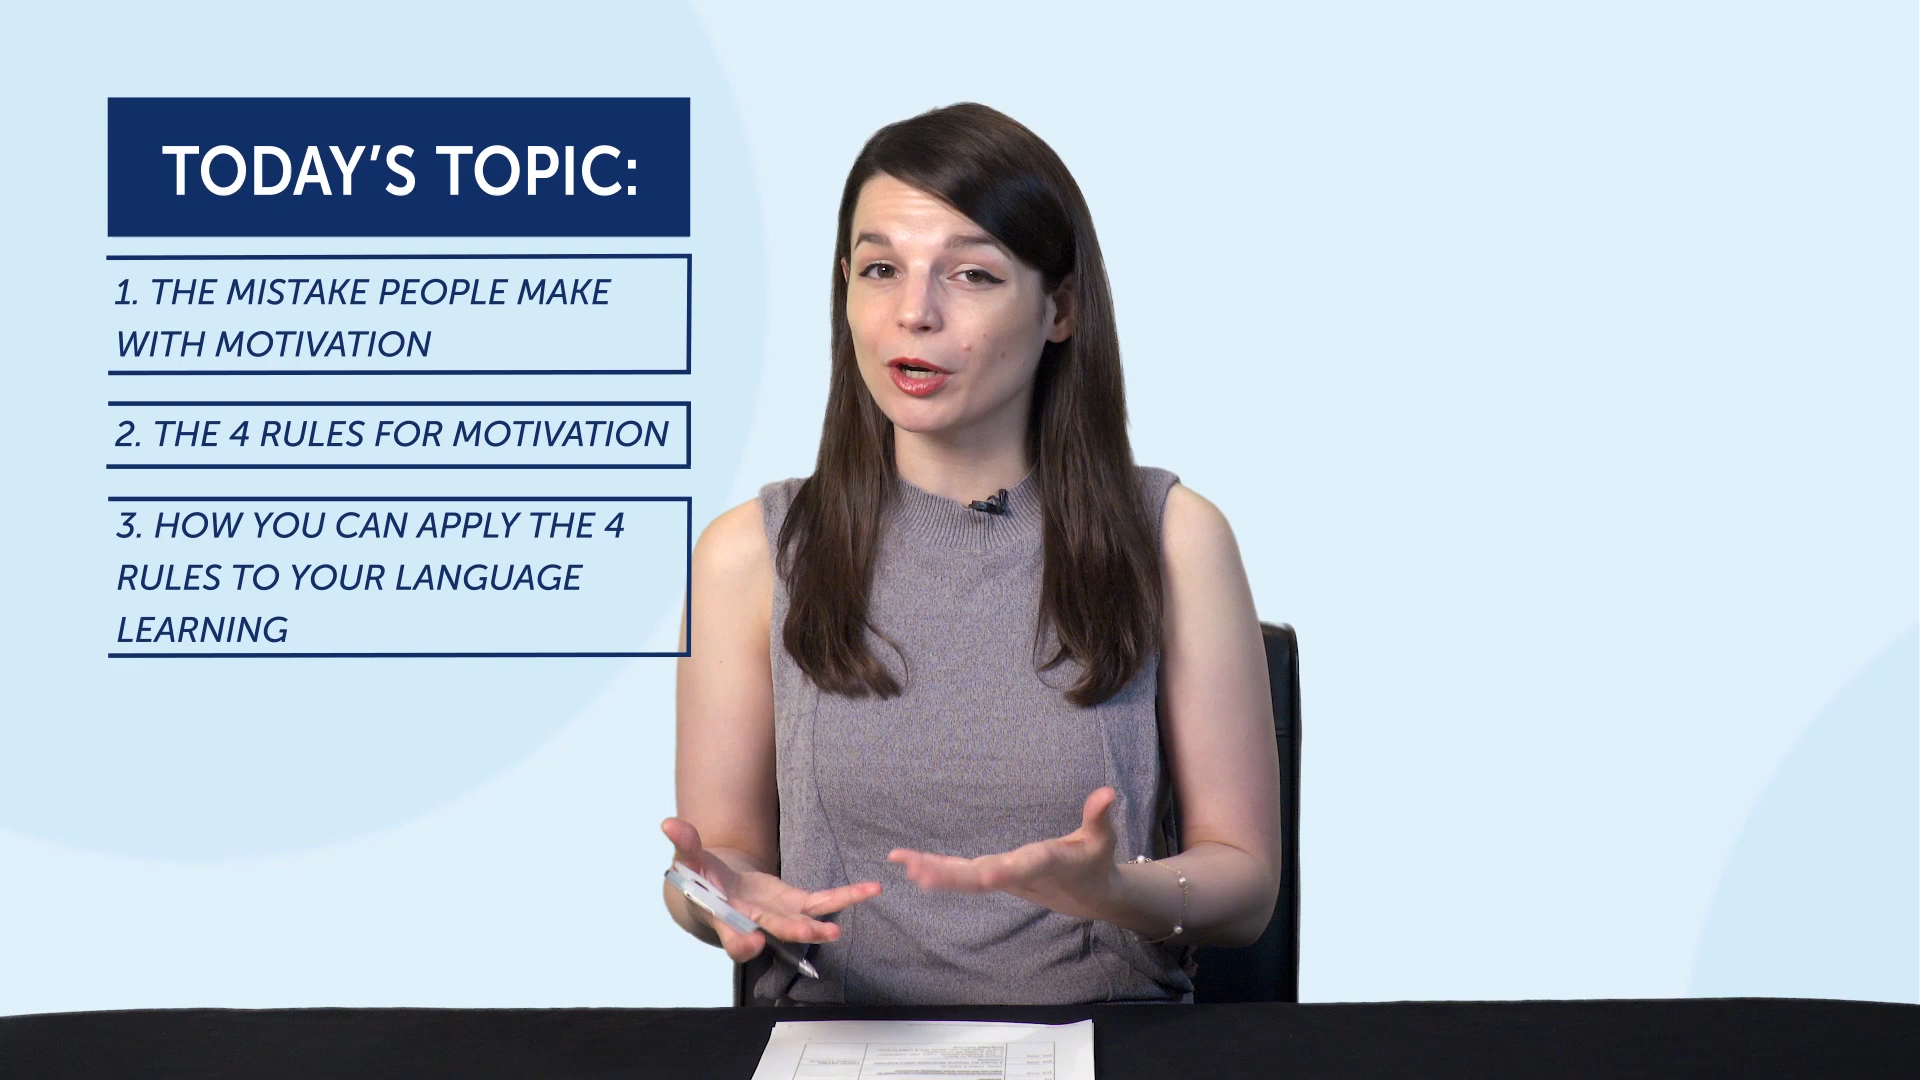 TODAY’S TOPIC:
1. THE MISTAKE PEOPLE MAKE
WITH MOTIVATION
2. THE 4 RULES FOR MOTIVATION
3. HOW YOU CAN APPLY THE 4
RULES TO YOUR LANGUAGE
LEARNING